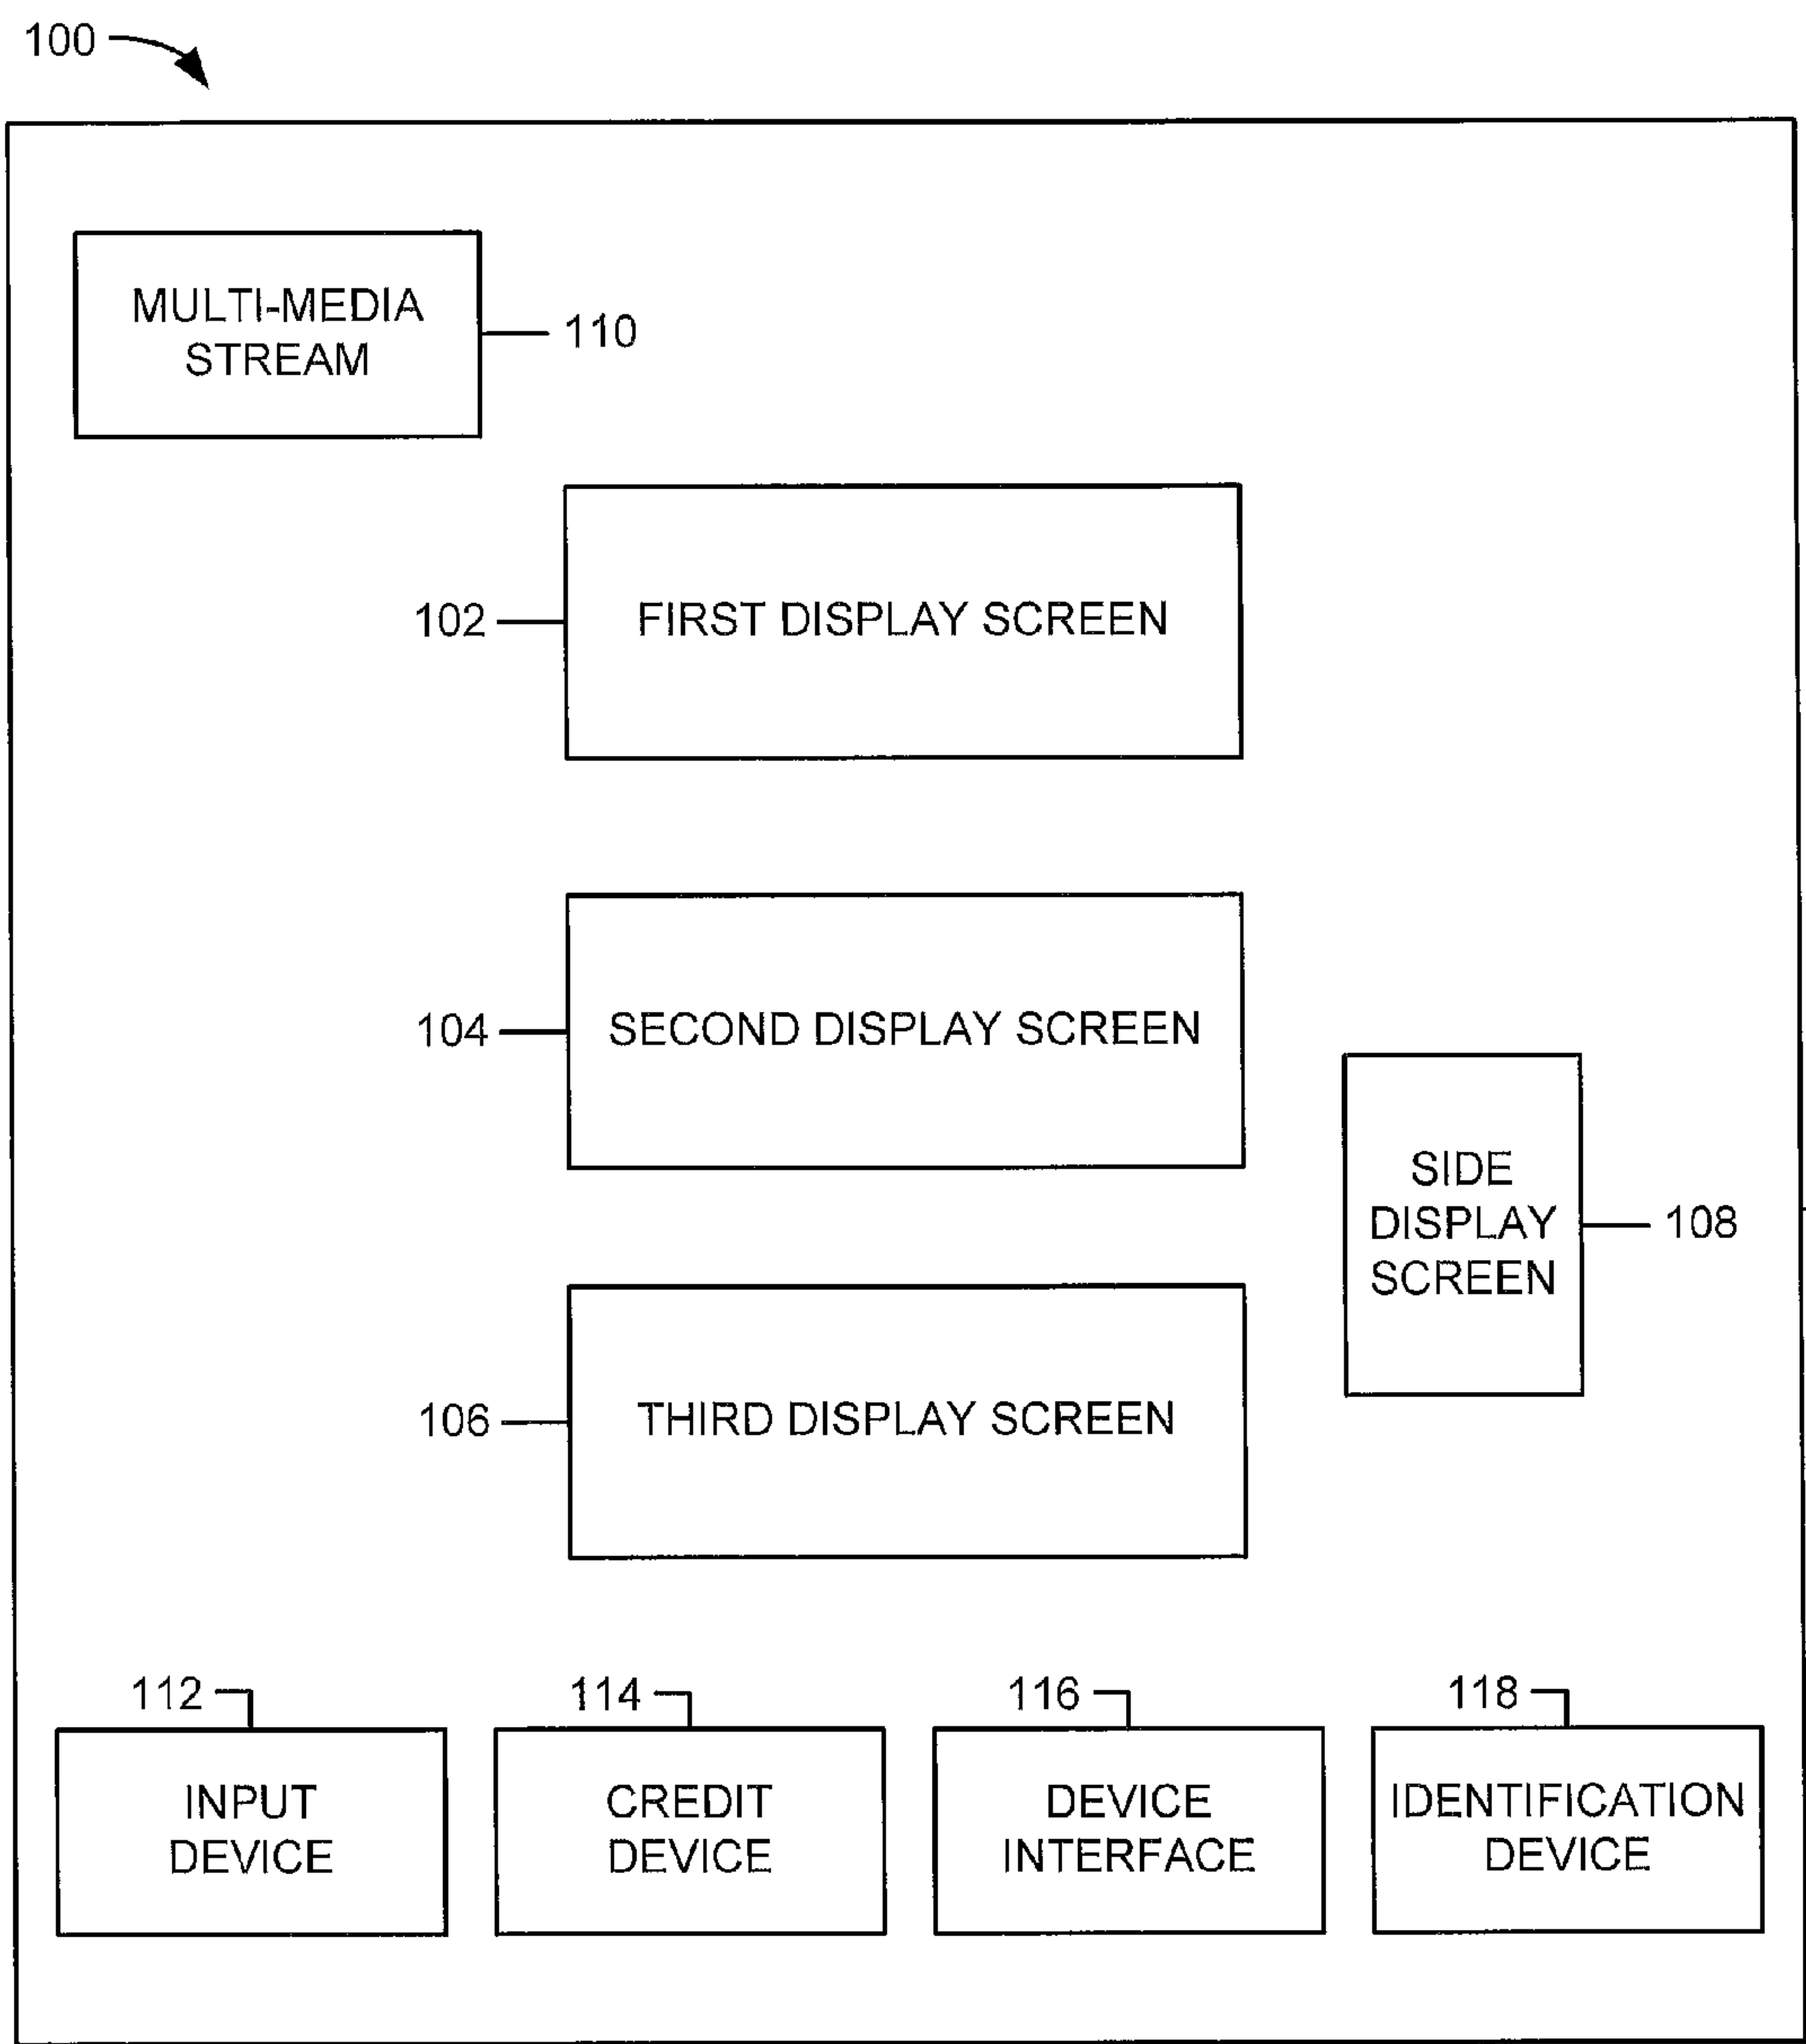 100
MULTI-MEDIA
STREAM
110
102
FIRST DISPLAY SCREEN
104
SECOND DISPLAY SCREEN
SIDE
DISPLAY
SCREEN
108
106
THIRD DISPLAY SCREEN
112
114
116
118
INPUT
DEVICE
CREDIT
DEVICE
DEVICE
INTERFACE
IDENTIFICATION
DEVICE